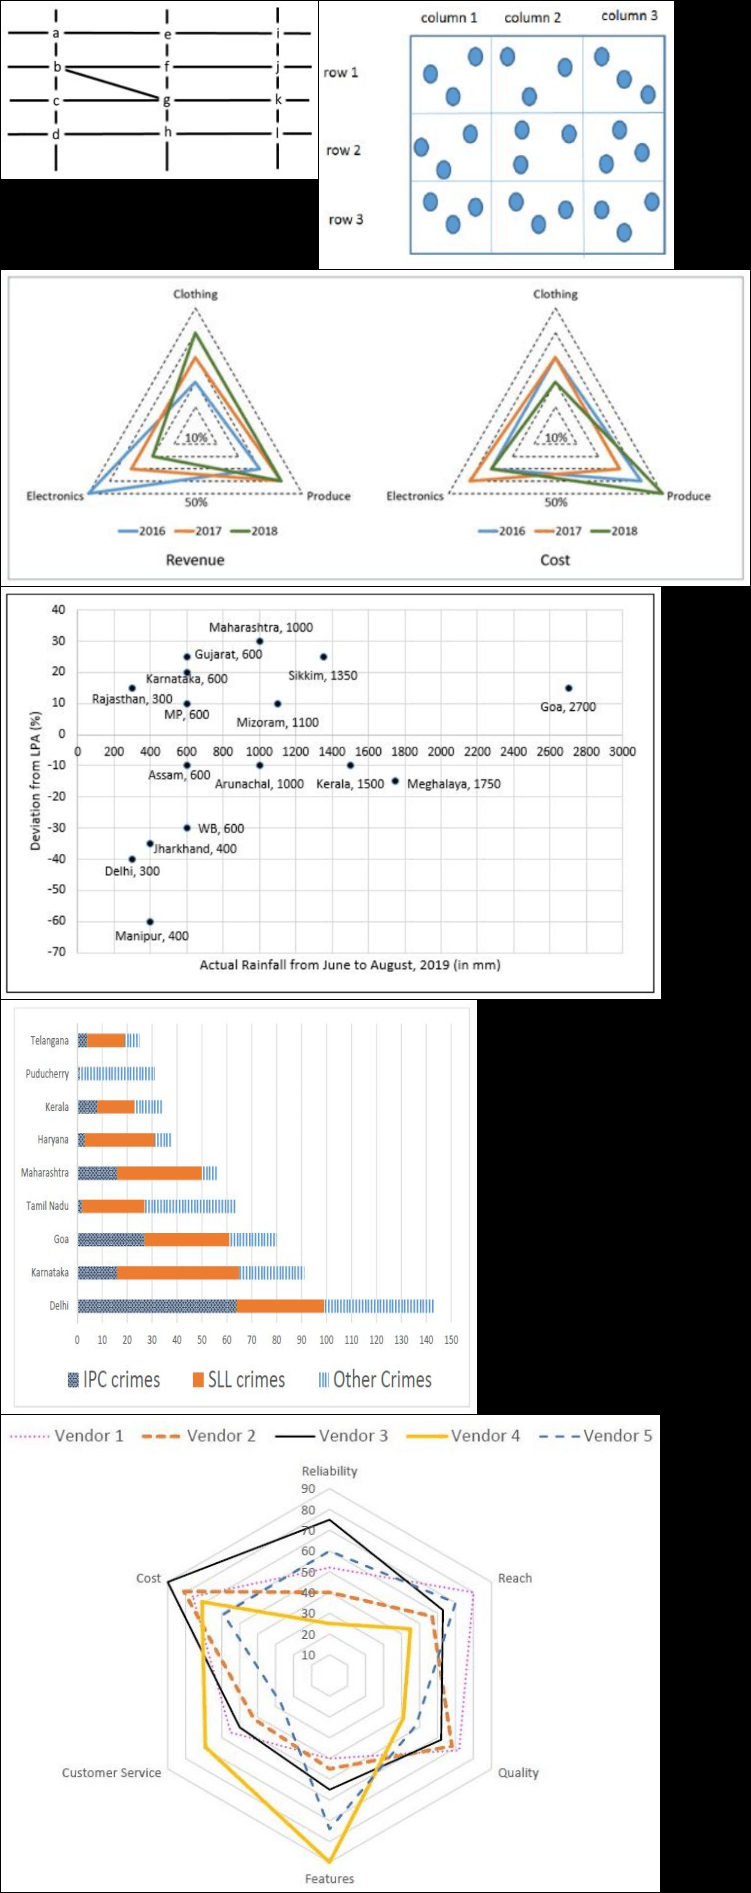 a e i
b f j
c g k
d h l
column 1 column 2 column 3
row 1
row 2
row 3
Clothing
10%
Electronics
50%
Produce
2016 2017 2018
Revenue
Clothing
10%
Electronics
50%
Produce
2016 2017 2018
Cost
40
30
20
10
0
-10
-20
-30
-40
-50
-60
-70
Deviation from LPA (%)
0 200 400 600 800 1000 1200 1400 1600 1800 2000 2200 2400 2600 2800 3000
Maharashtra, 1000
Gujarat, 600
Karnataka, 600
Sikkim, 1350
Rajasthan, 300
MP, 600
Mizoram, 1100
Goa, 2700
Assam, 600
Arunachal, 1000
Kerala, 1500
Meghalaya, 1750
WB, 600
Jharkhand, 400
Delhi, 300
Manipur, 400
Actual Rainfall from June to August, 2019 (in mm)
Telangana
Puducherry
Kerala
Haryana
Maharashtra
Tamil Nadu
Goa
Karnataka
Delhi
0 10 20 30 40 50 60 70 80 90 100 110 120 130 140 150
IPC crimes SLL crimes Other Crimes
Vendor 1 Vendor 2 Vendor 3 Vendor 4 Vendor 5
Reliability
90
80
70
60
50
40
30
20
10
Cost
Reach
Customer Service
Quality
Features